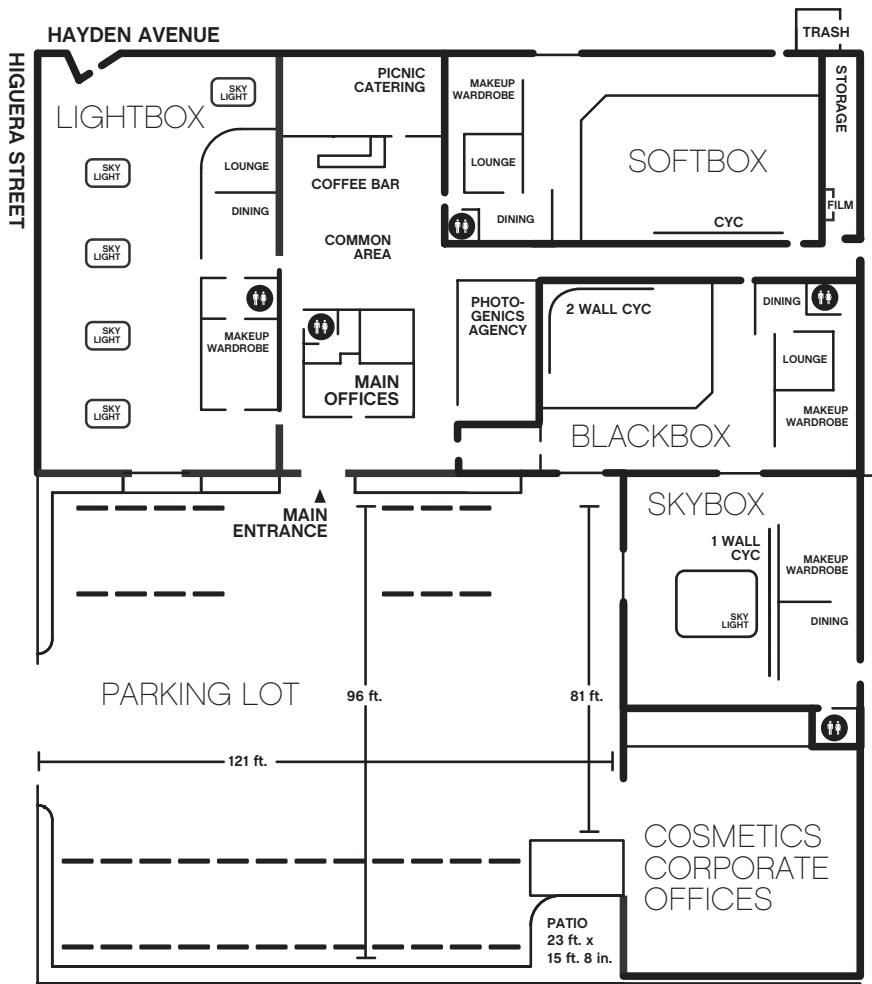 HAYDEN AVENUE
HIGUERA STREET
TRASH
STORAGE
FILM
LIGHTBOX
SKY
LIGHT
SKY
LIGHT
SKY
LIGHT
SKY
LIGHT
SKY
LIGHT
LOUNGE
DINING
MAKEUP
WARDROBE
PICNIC
CATERING
COFFEE BAR
COMMON
AREA
MAIN
OFFICES
MAKEUP
WARDROBE
LOUNGE
DINING
SOFTBOX
CYC
PHOTO-
GENICS
AGENCY
2 WALL CYC
DINING
LOUNGE
MAKEUP
WARDROBE
BLACKBOX
MAIN
ENTRANCE
SKYBOX
1 WALL
CYC
SKY
LIGHT
MAKEUP
WARDROBE
DINING
PARKING LOT
96 ft.
81 ft.
121 ft.
COSMETICS
CORPORATE
OFFICES
PATIO
23 ft. x
15 ft. 8 in.